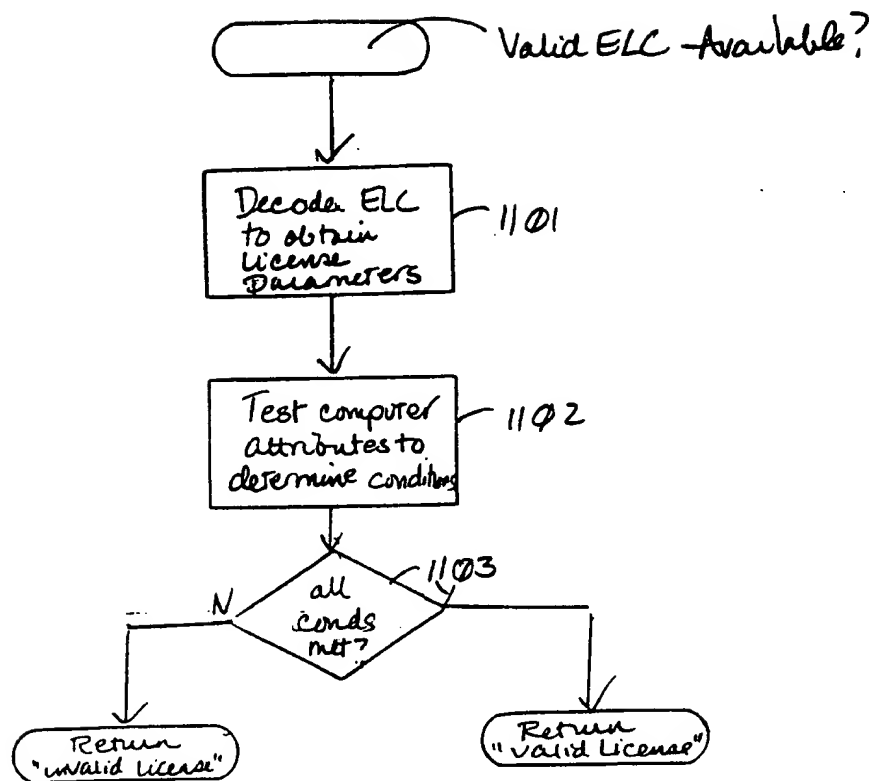 Valid ELC Available?
Decoder ELC
to obtain
License
Parameters
1101
Test computer
attributes to
determine conditions
1102
N
all
conds
met?
1103
Return
"invalid License"
Return
"valid License"